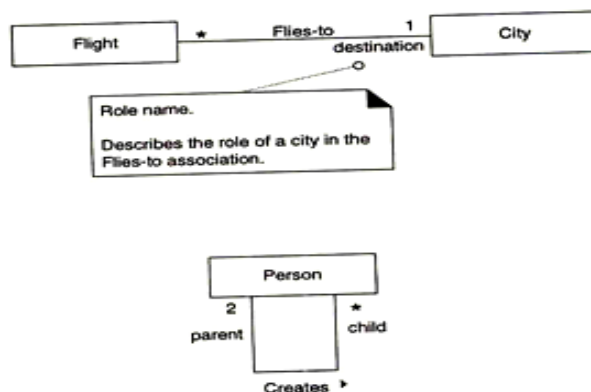 Flight
*
Flies-to
1
City
destination
Role name.
Describes the role of a city in the
Flies-to association.
Person
2
*
parent
child
Creates